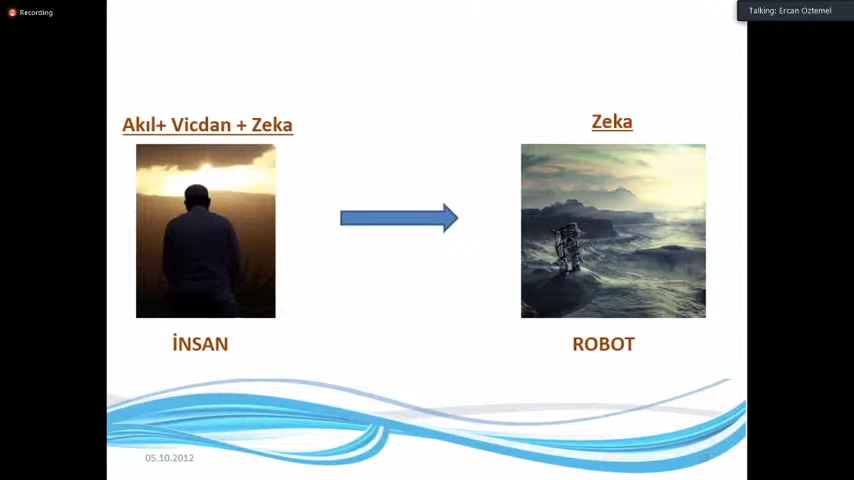 Recording
Talking: Ercan Oztemel
Akıl+ Vicdan + Zeka
Zeka
İNSAN
ROBOT
05.10.2012